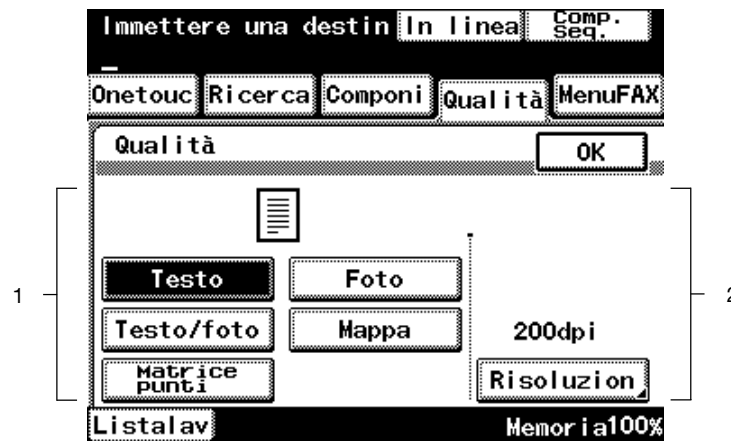 Immettere una destin In linea Comp. Seq.
Onetouc Ricerca Componi Qualità MenuFAX
Qualità OK
Testo Foto
Testo/foto Mappa 200dpi
Matrice punti Risoluzion
Listalav Memoria100%
1
2